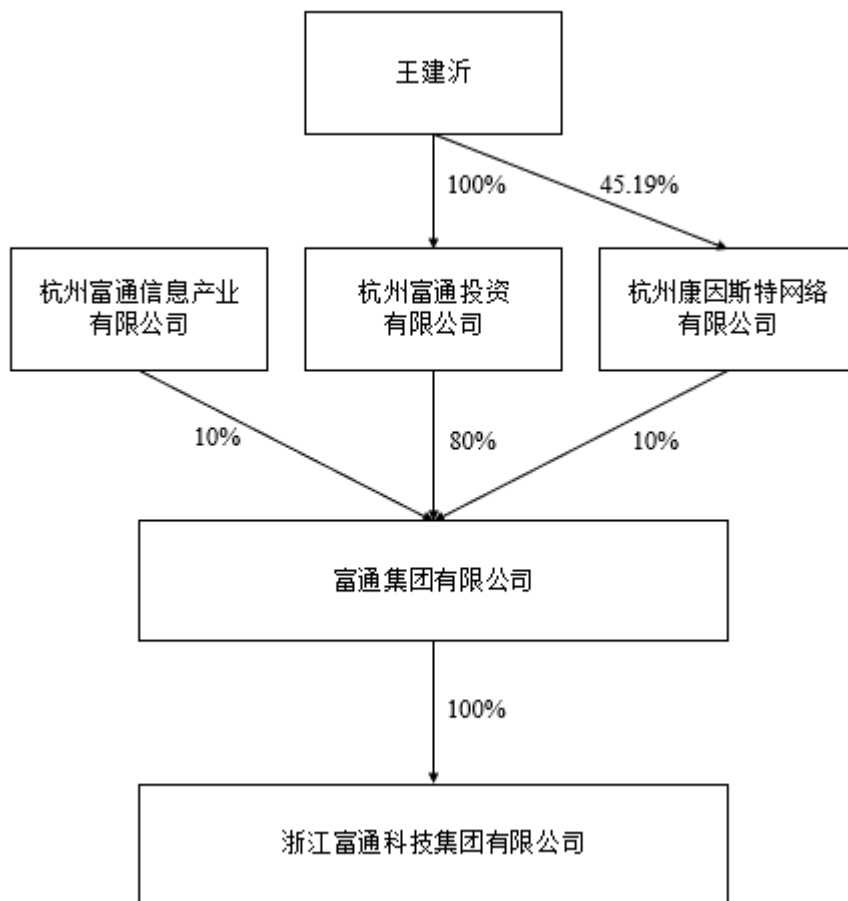 王建沂
100%
45.19%
杭州富通信息产业
有限公司
杭州富通投资
有限公司
杭州康因斯特网络
有限公司
10%
80%
10%
富通集团有限公司
100%
浙江富通科技集团有限公司